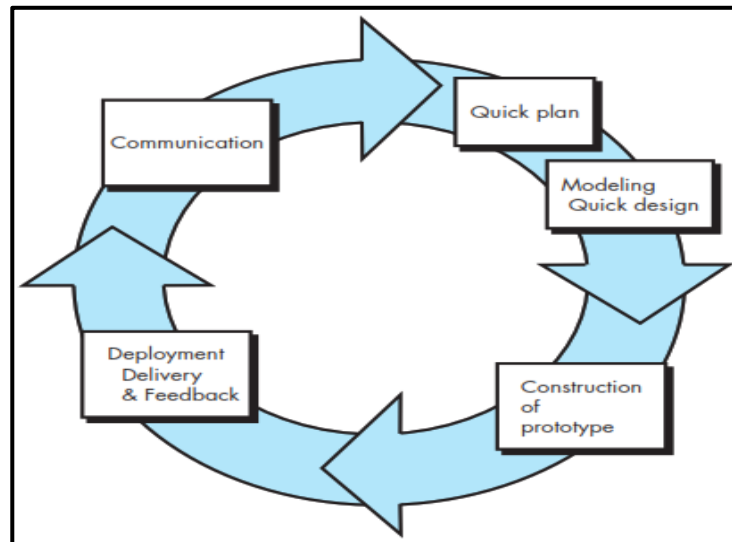 Communication
Quick plan
Modeling
Quick design
Construction
of
prototype
Deployment
Delivery
& Feedback